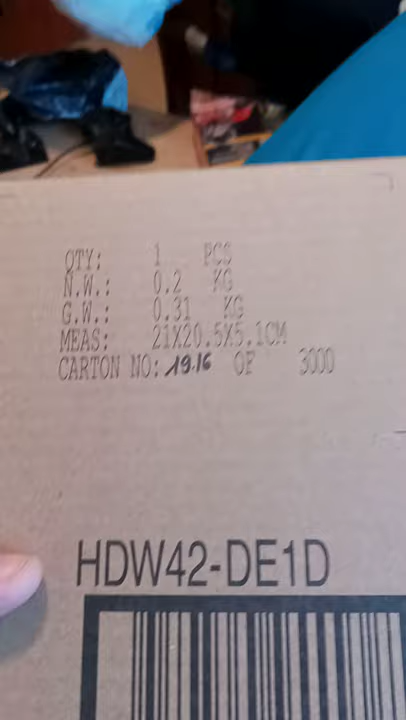 QTY: 1 PCS
N.W.: 0.2 KG
G.W.: 0.31 KG
MEAS: 21X20.5X5.1CM
CARTON NO: 1916 OF 3000
HDW42-DE1D